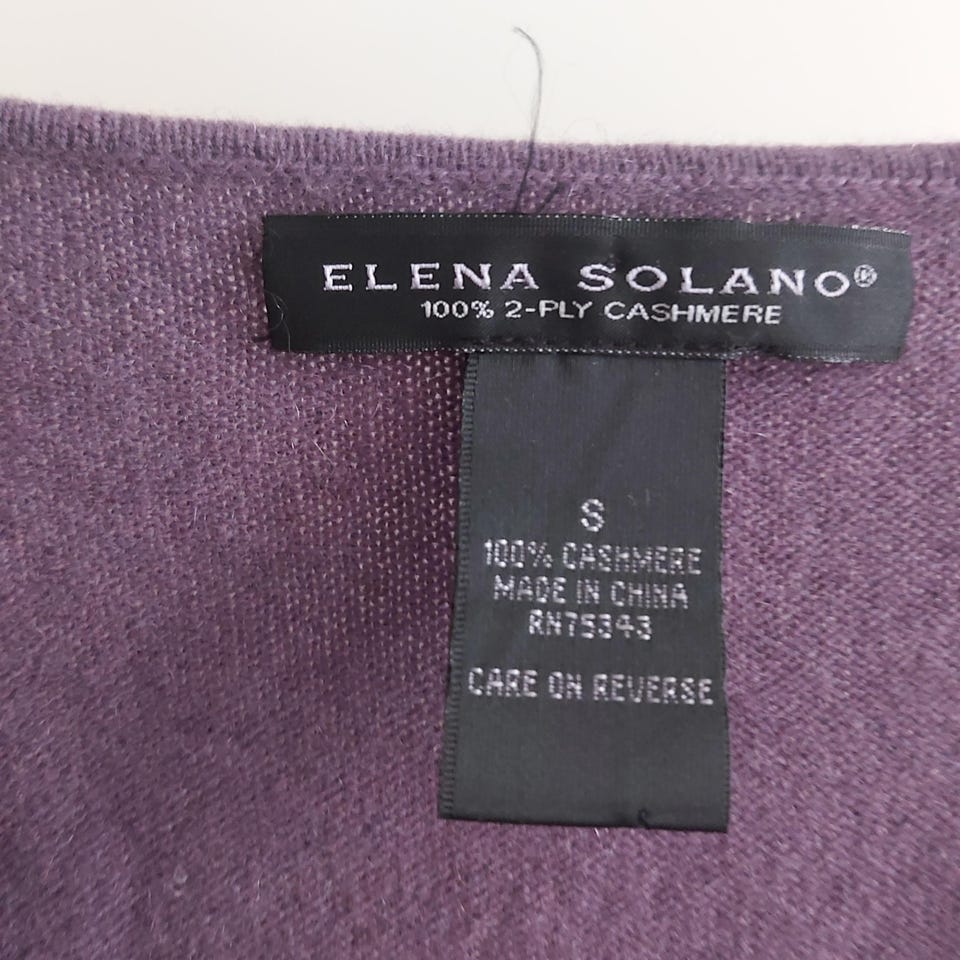 ELENA SOLANO®
100% 2-PLY CASHMERE
S
100% CASHMERE
MADE IN CHINA
RN75343
CARE ON REVERSE